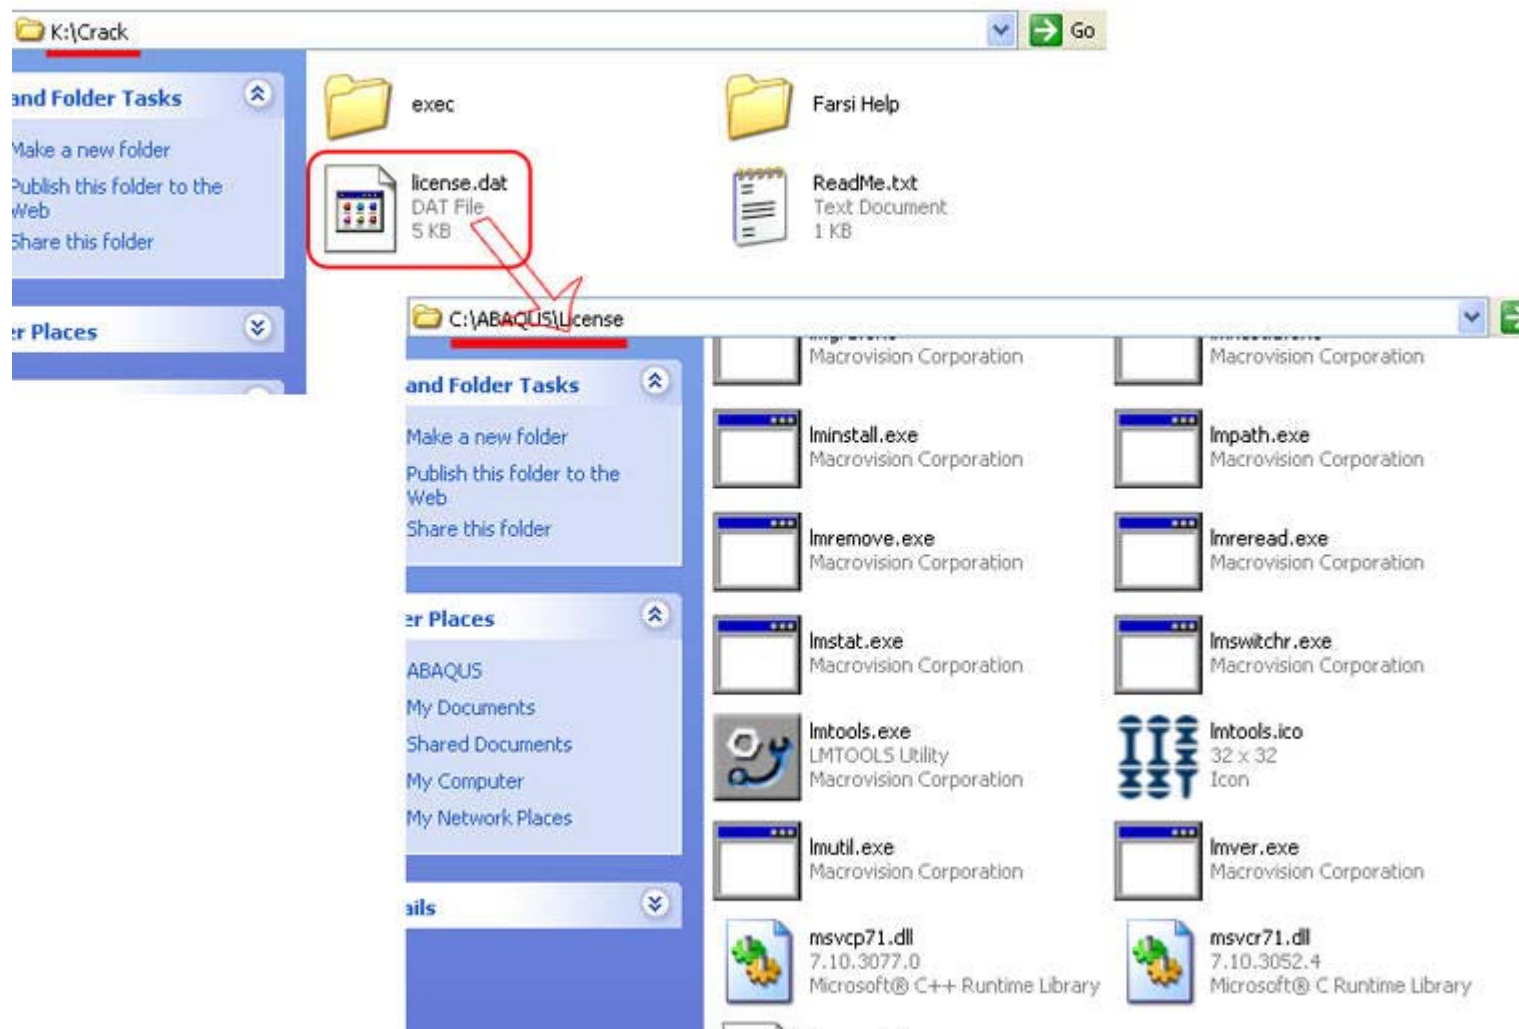 K:\Crack
Go
and Folder Tasks
Make a new folder
Publish this folder to the
Web
Share this folder
er Places
exec
Farsi Help
license.dat
DAT File
5 KB
ReadMe.txt
Text Document
1 KB
C:\ABAQUS\License
and Folder Tasks
Make a new folder
Publish this folder to the
Web
Share this folder
er Places
ABAQUS
My Documents
Shared Documents
My Computer
My Network Places
ails
Macrovision Corporation
Macrovision Corporation
lminstall.exe
Macrovision Corporation
lmpath.exe
Macrovision Corporation
lmremove.exe
Macrovision Corporation
lmreread.exe
Macrovision Corporation
lmstat.exe
Macrovision Corporation
lmswitchr.exe
Macrovision Corporation
lmtools.exe
LMTOOLS Utility
Macrovision Corporation
lmtools.ico
32 x 32
Icon
lmutil.exe
Macrovision Corporation
lmver.exe
Macrovision Corporation
msvcp71.dll
7.10.3077.0
Microsoft® C++ Runtime Library
msvcr71.dll
7.10.3052.4
Microsoft® C Runtime Library